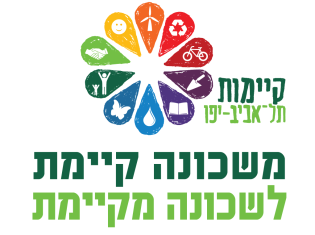 קיימות
תל־אביב-יפו
משכונה קיימת
לשכונה מקיימת